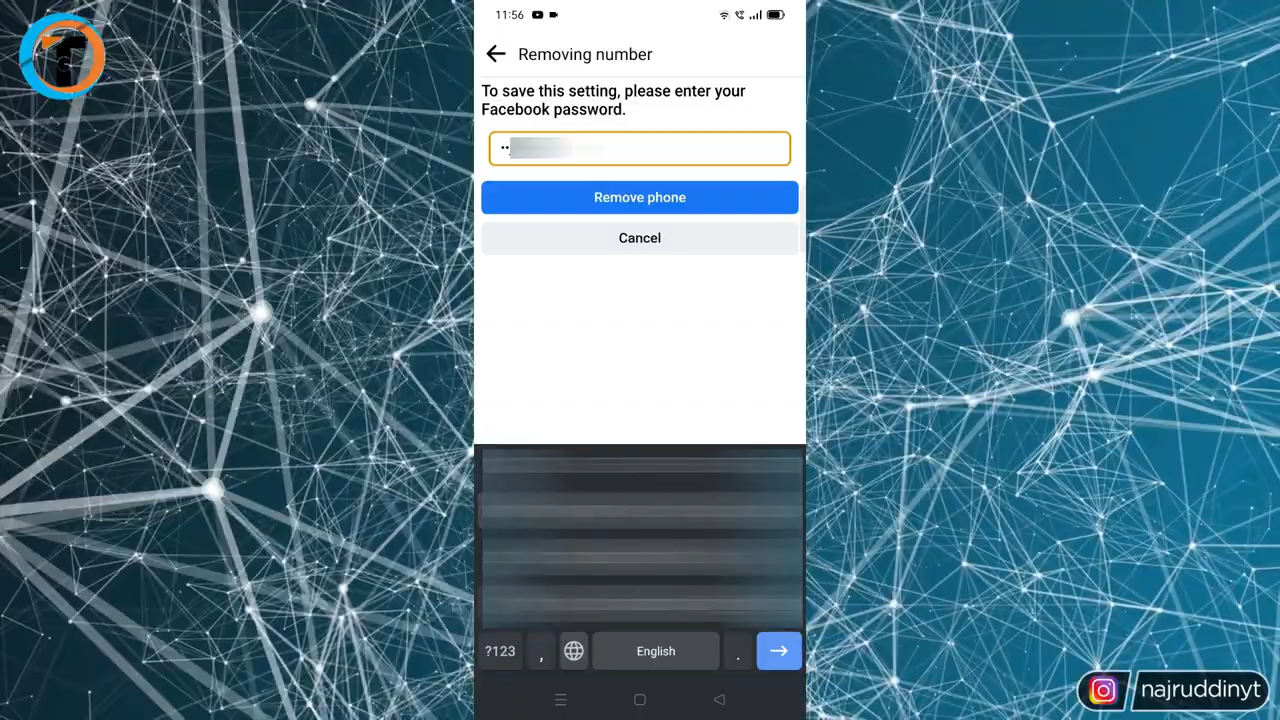 11:56
Removing number
To save this setting, please enter your
Facebook password.
Remove phone
Cancel
?123 , English .
T
G
najruddinyt